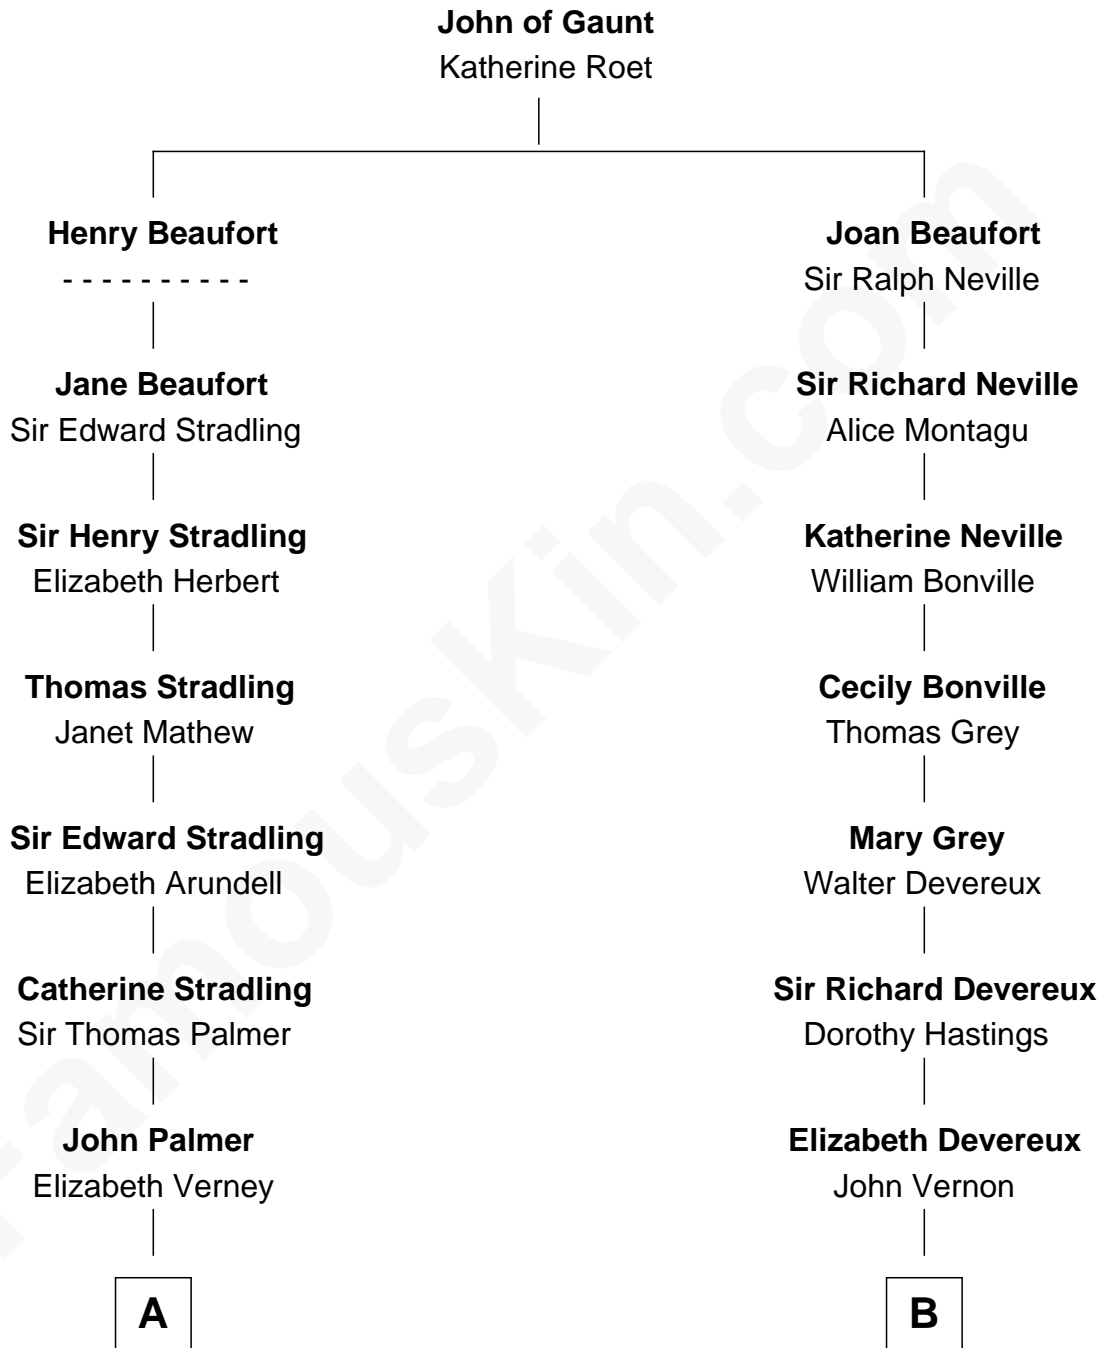 John of Gaunt
Katherine Roet
Henry Beaufort
- - - - - - - - - -
Jane Beaufort
Sir Edward Stradling
Sir Henry Stradling
Elizabeth Herbert
Thomas Stradling
Janet Mathew
Sir Edward Stradling
Elizabeth Arundell
Catherine Stradling
Sir Thomas Palmer
John Palmer
Elizabeth Verney
A
Joan Beaufort
Sir Ralph Neville
Sir Richard Neville
Alice Montagu
Katherine Neville
William Bonville
Cecily Bonville
Thomas Grey
Mary Grey
Walter Devereux
Sir Richard Devereux
Dorothy Hastings
Elizabeth Devereux
John Vernon
B
FamousKin.com